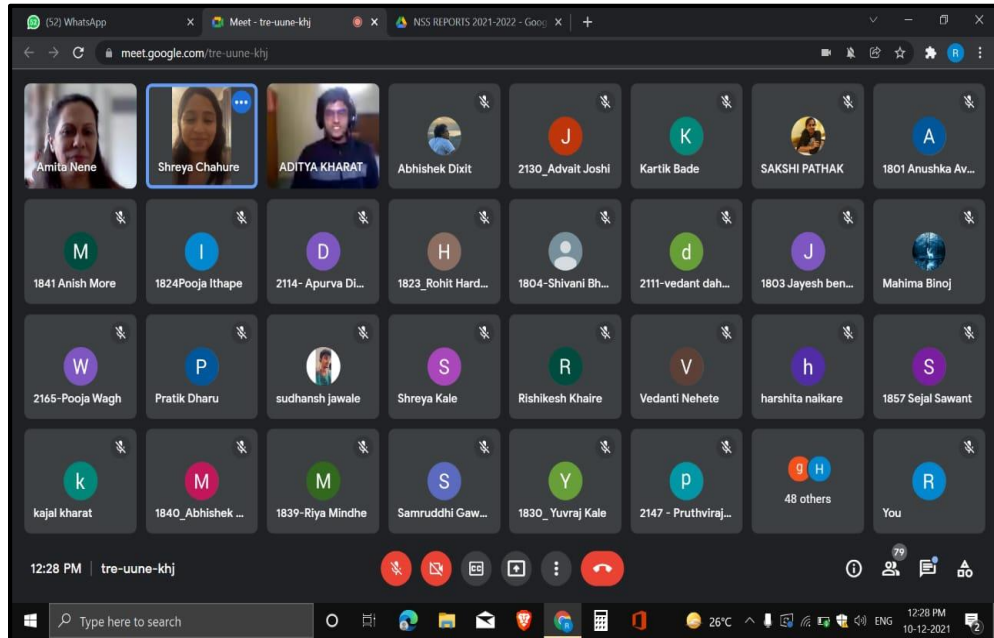 (52) WhatsApp
Meet - tre-uune-khj
NSS REPORTS 2021-2022 - Goog
meet.google.com/tre-uune-khj
R
Amita Nene
Shreya Chahure
ADITYA KHARAT
Abhishek Dixit
J
2130_Advait Joshi
K
Kartik Bade
SAKSHI PATHAK
A
1801 Anushka Av...
M
1841 Anish More
I
1824Pooja Ithape
D
2114- Apurva Di...
H
1823_Rohit Hard...
1804-Shivani Bh...
d
2111-vedant dah...
J
1803 Jayesh ben...
Mahima Binoj
W
2165-Pooja Wagh
P
Pratik Dharu
sudhansh jawale
S
Shreya Kale
R
Rishikesh Khaire
V
Vedanti Nehete
h
harshita naikare
S
1857 Sejal Sawant
k
kajal kharat
M
1840_Abhishek ...
M
1839-Riya Mindhe
S
Samruddhi Gaw...
Y
1830_ Yuvraj Kale
p
2147 - Pruthviraj...
g H
48 others
R
You
12:28 PM | tre-uune-khj
CC
79
Type here to search
26°C
ENG
12:28 PM
10-12-2021
2